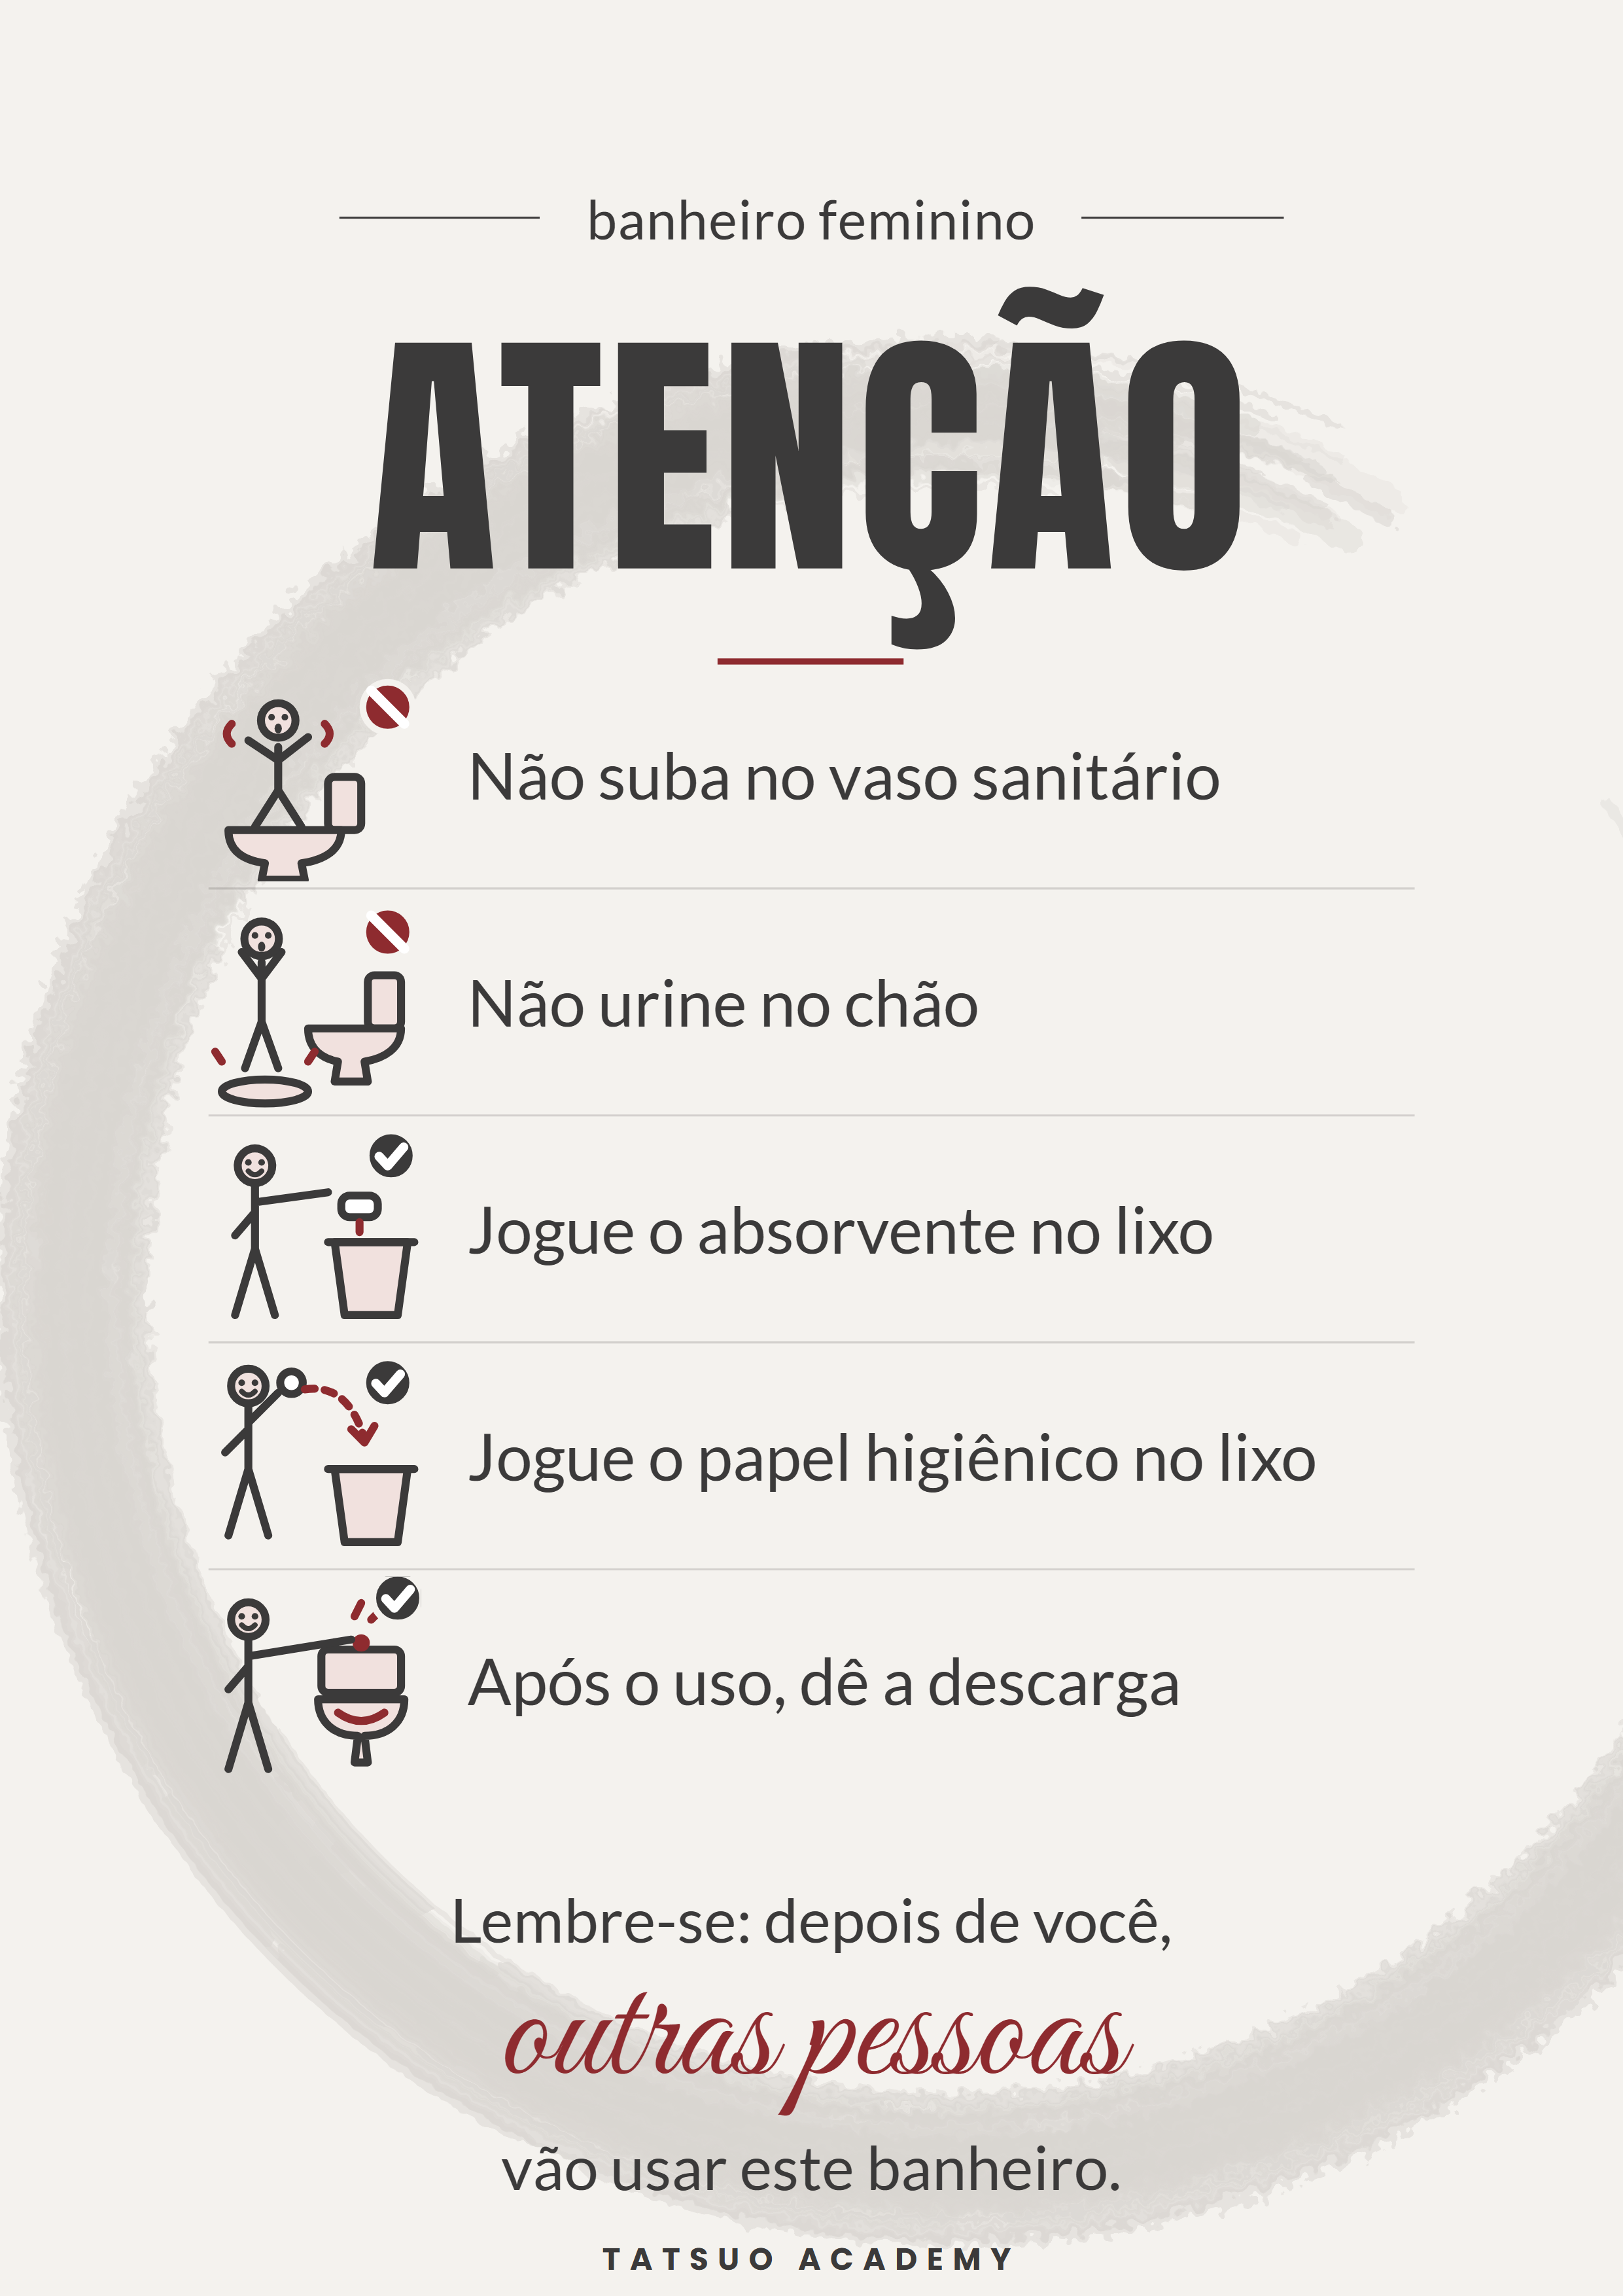 banheiro feminino
ATENÇÃO
Não suba no vaso sanitário
Não urine no chão
Jogue o absorvente no lixo
Jogue o papel higiênico no lixo
Após o uso, dê a descarga
Lembre-se: depois de você,
outras pessoas
vão usar este banheiro.
TATSUO ACADEMY